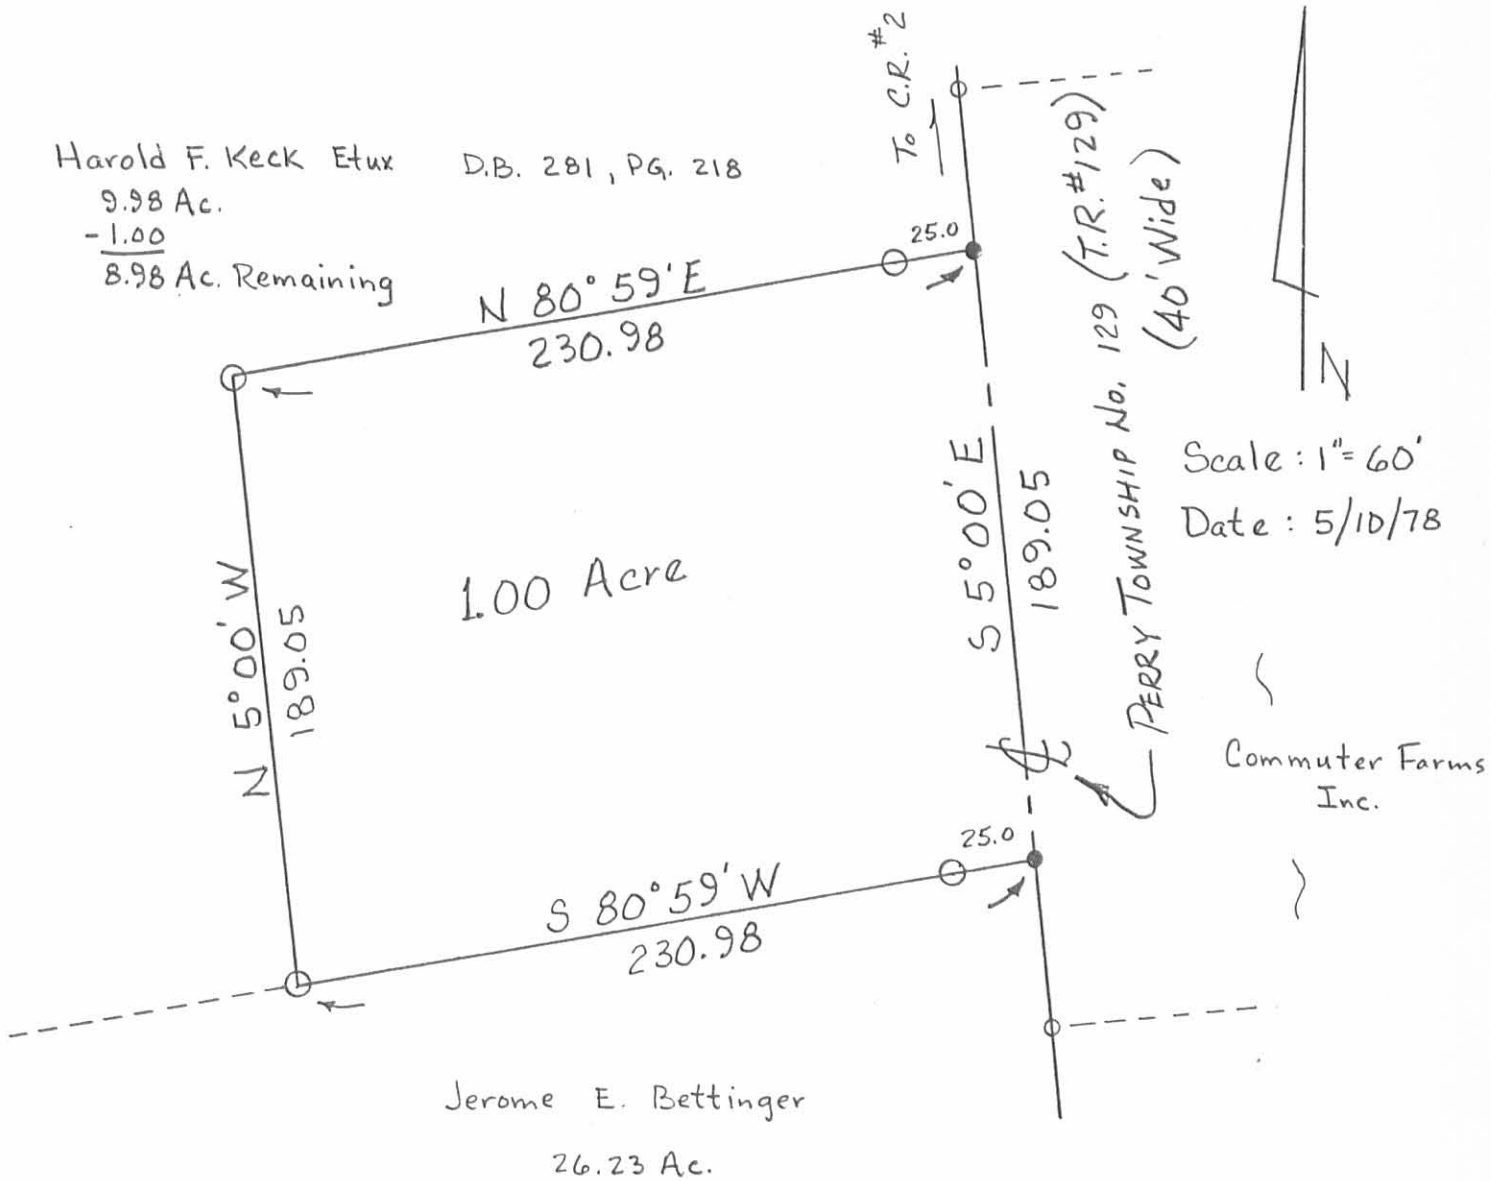 To C.R. #2
Harold F. Keck Etux D.B. 281, PG. 218
9.98 Ac.
-1.00
8.98 Ac. Remaining
N 80° 59' E
230.98
25.0
PERRY TOWNSHIP No. 129 (T.R.#129)
(40' Wide)
N
Scale: 1"= 60'
Date: 5/10/78
S 5°00' E
189.05
N 5°00' W
189.05
1.00 Acre
℄
Commuter Farms
Inc.
25.0
S 80°59' W
230.98
Jerome E. Bettinger
26.23 Ac.